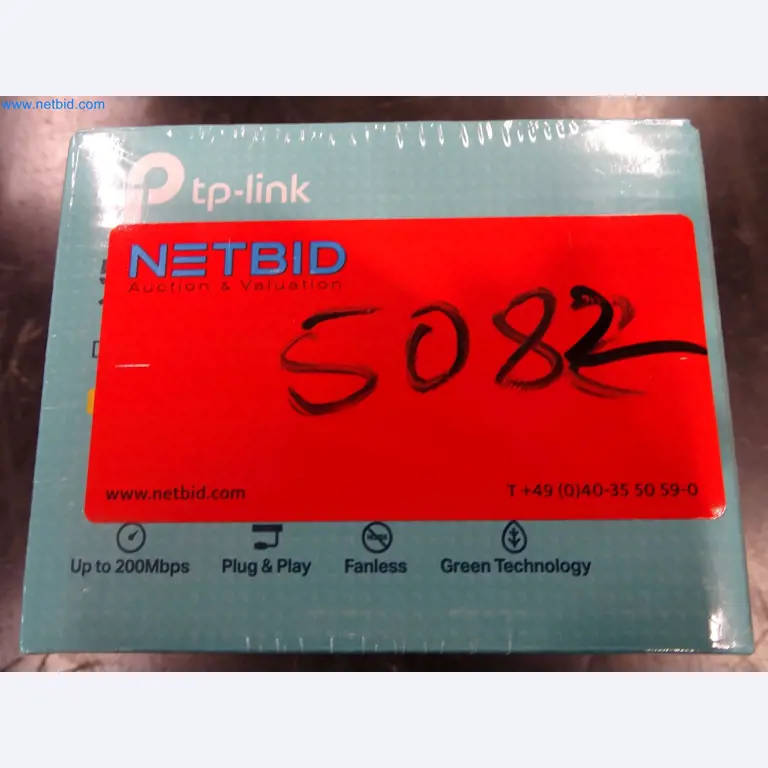 www.netbid.com
tp-link
NETBID
Auction & Valuation
5082
www.netbid.com T +49 (0)40-35 50 59-0
Up to 200Mbps Plug & Play Fanless Green Technology